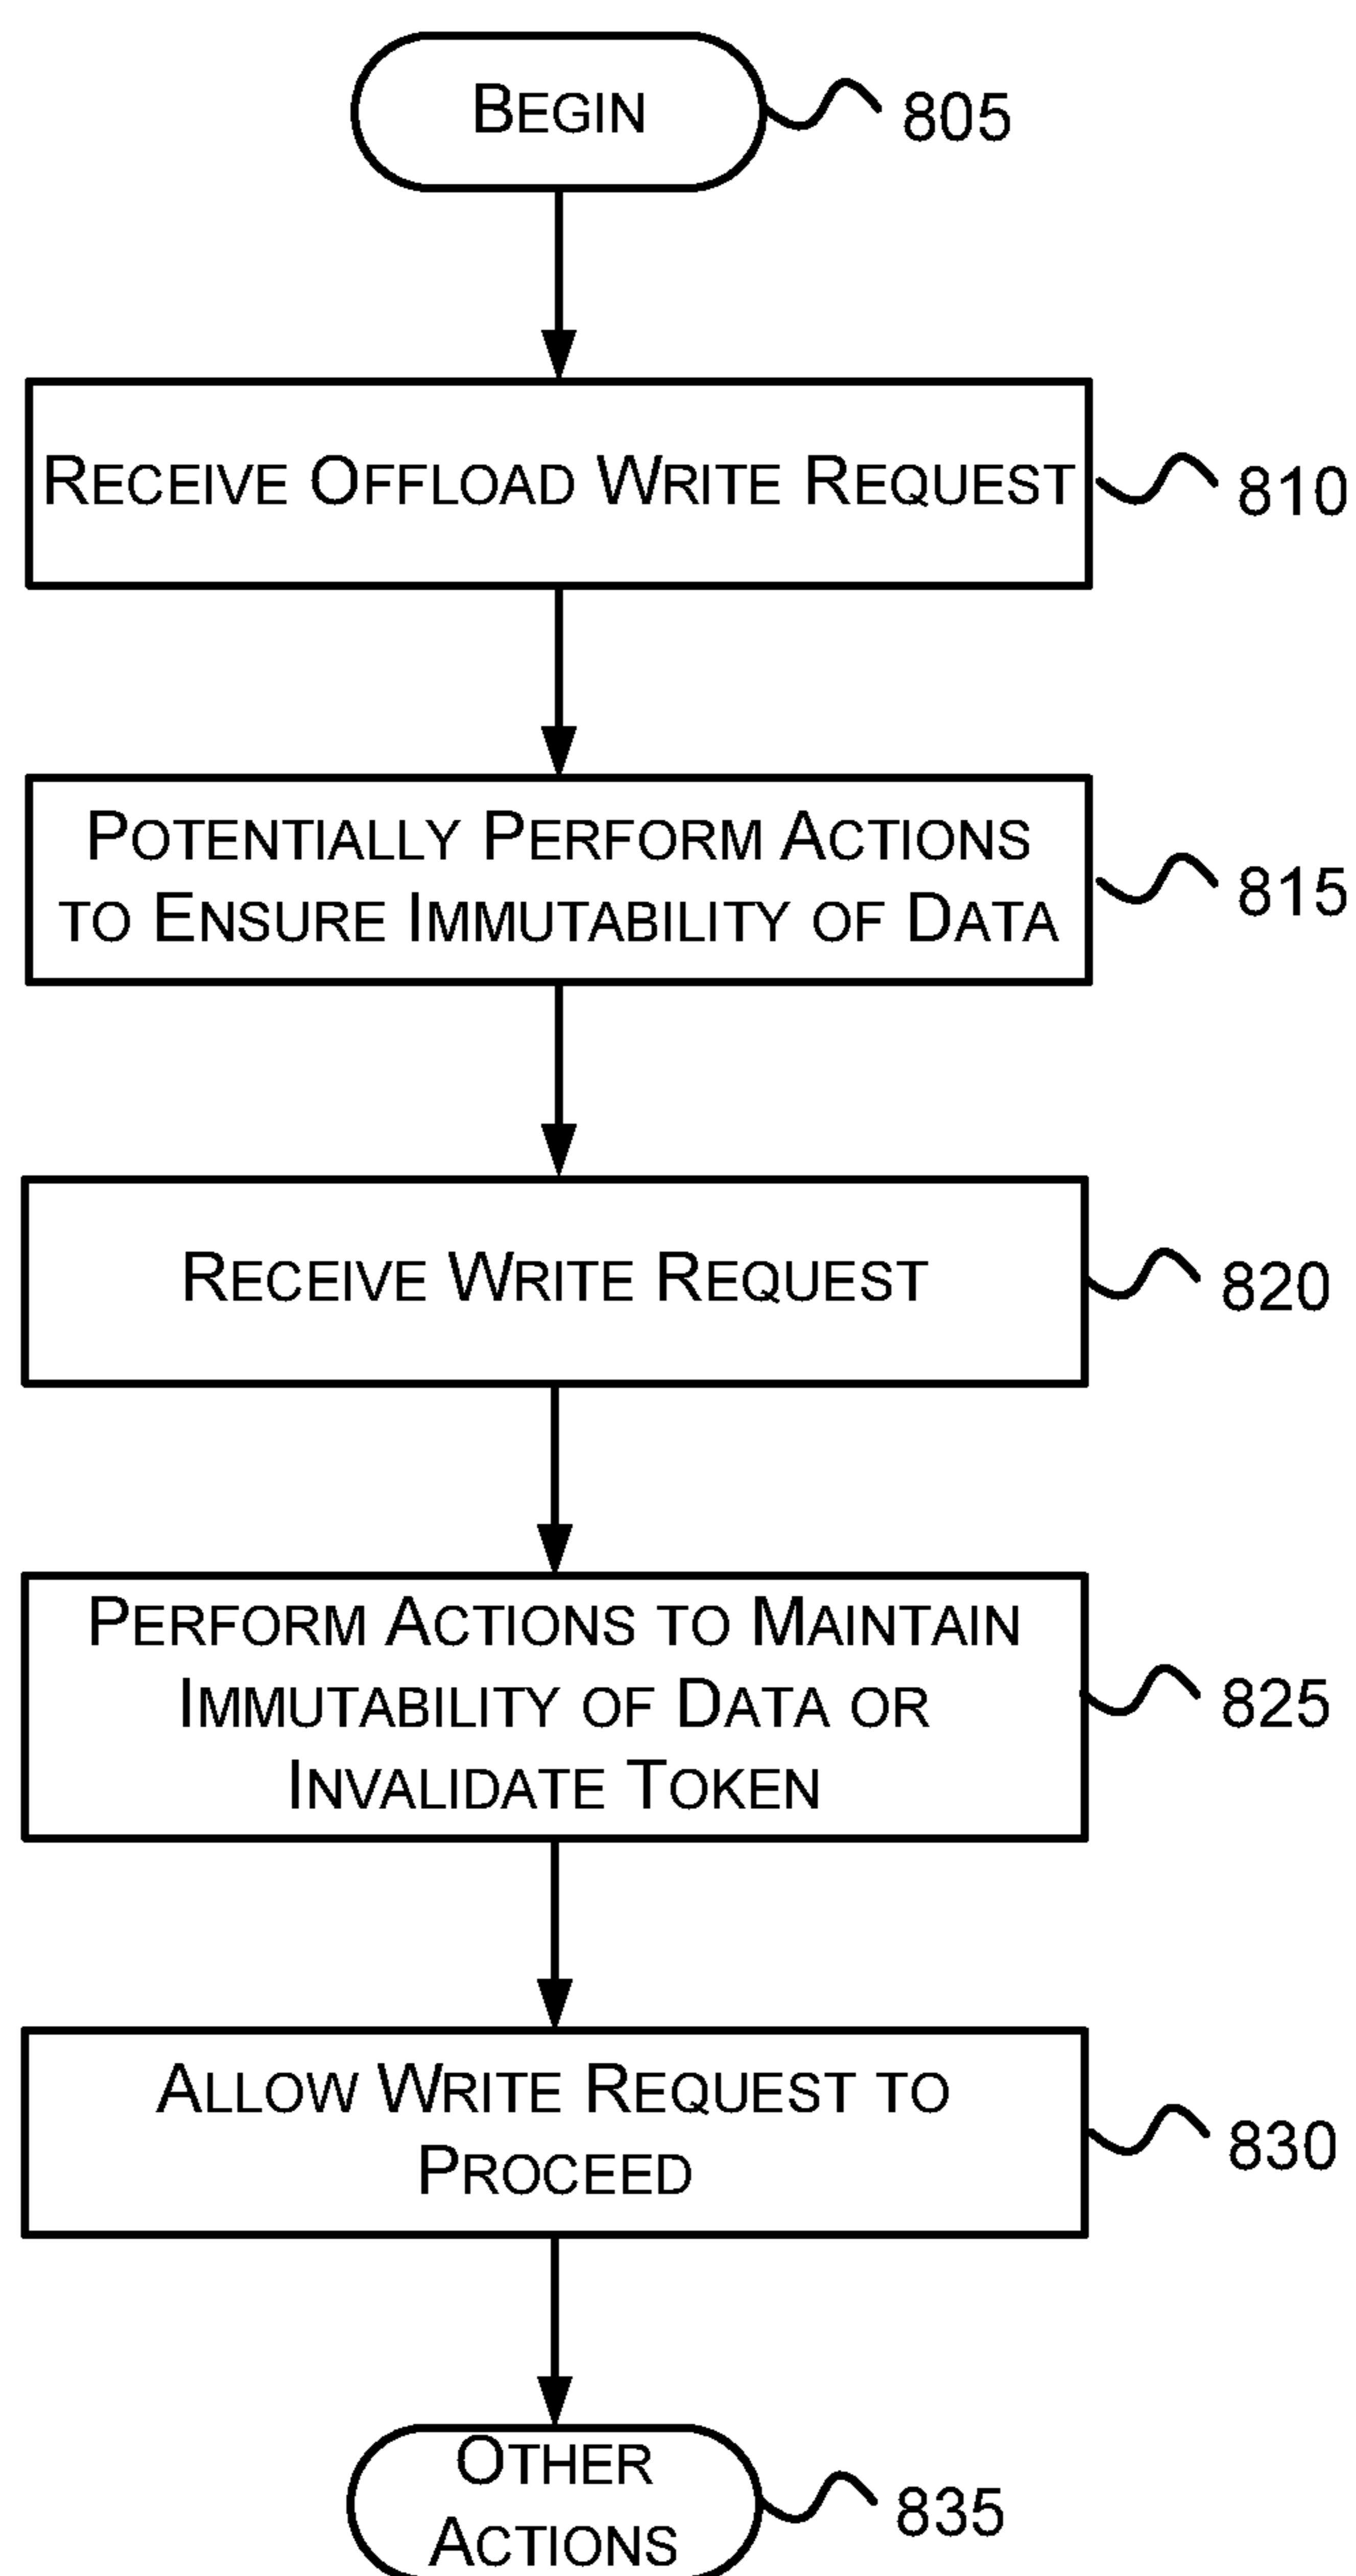 BEGIN
805
RECEIVE OFFLOAD WRITE REQUEST
810
POTENTIALLY PERFORM ACTIONS
TO ENSURE IMMUTABILITY OF DATA
815
RECEIVE WRITE REQUEST
820
PERFORM ACTIONS TO MAINTAIN
IMMUTABILITY OF DATA OR
INVALIDATE TOKEN
825
ALLOW WRITE REQUEST TO
PROCEED
830
OTHER
ACTIONS
835